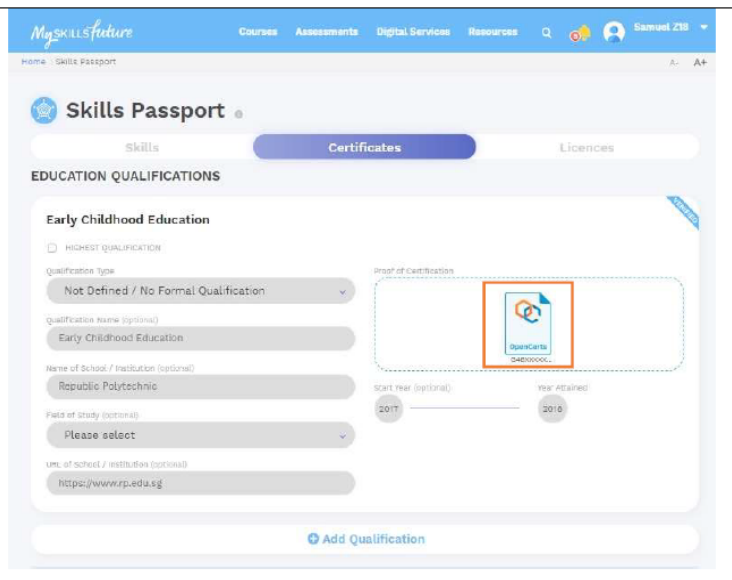 MySKILLSfuture
Courses Assessments Digital Services Resources Samuel Z18
Home Skills Passport A- A+
Skills Passport
Skills Certificates Licences
EDUCATION QUALIFICATIONS
VERIFIED
Early Childhood Education
HIGHEST QUALIFICATION
Qualification Type
Not Defined / No Formal Qualification
Proof of Certification
OpenCerts
Qualification Name (optional)
Early Childhood Education
Name of School / Institution (optional)
Republic Polytechnic
Start Year (optional) Year Attained
2017 2018
Field of Study (optional)
Please select
URL of School / Institution (optional)
https://www.rp.edu.sg
Add Qualification